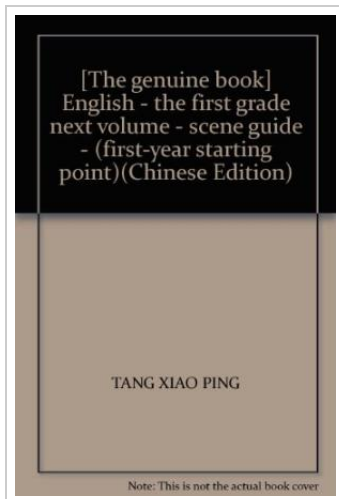 [The genuine book]
English - the first grade
next volume - scene guide
- (first-year starting
point)(Chinese Edition)
TANG XIAO PING
Note: This is not the actual book cover